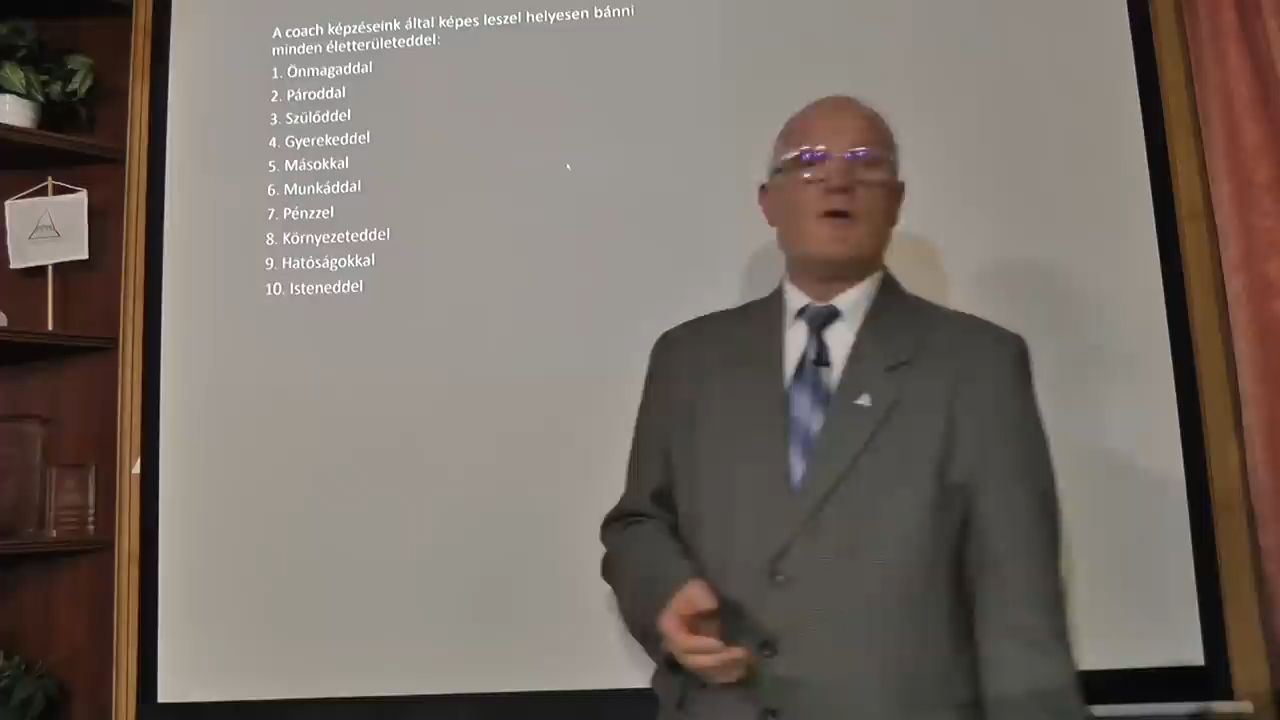 A coach képzéseink által képes leszel helyesen bánni
minden életterületeddel:
1. Önmagaddal
2. Pároddal
3. Szülőddel
4. Gyerekeddel
5. Másokkal
6. Munkáddal
7. Pénzzel
8. Környezeteddel
9. Hatóságokkal
10. Isteneddel